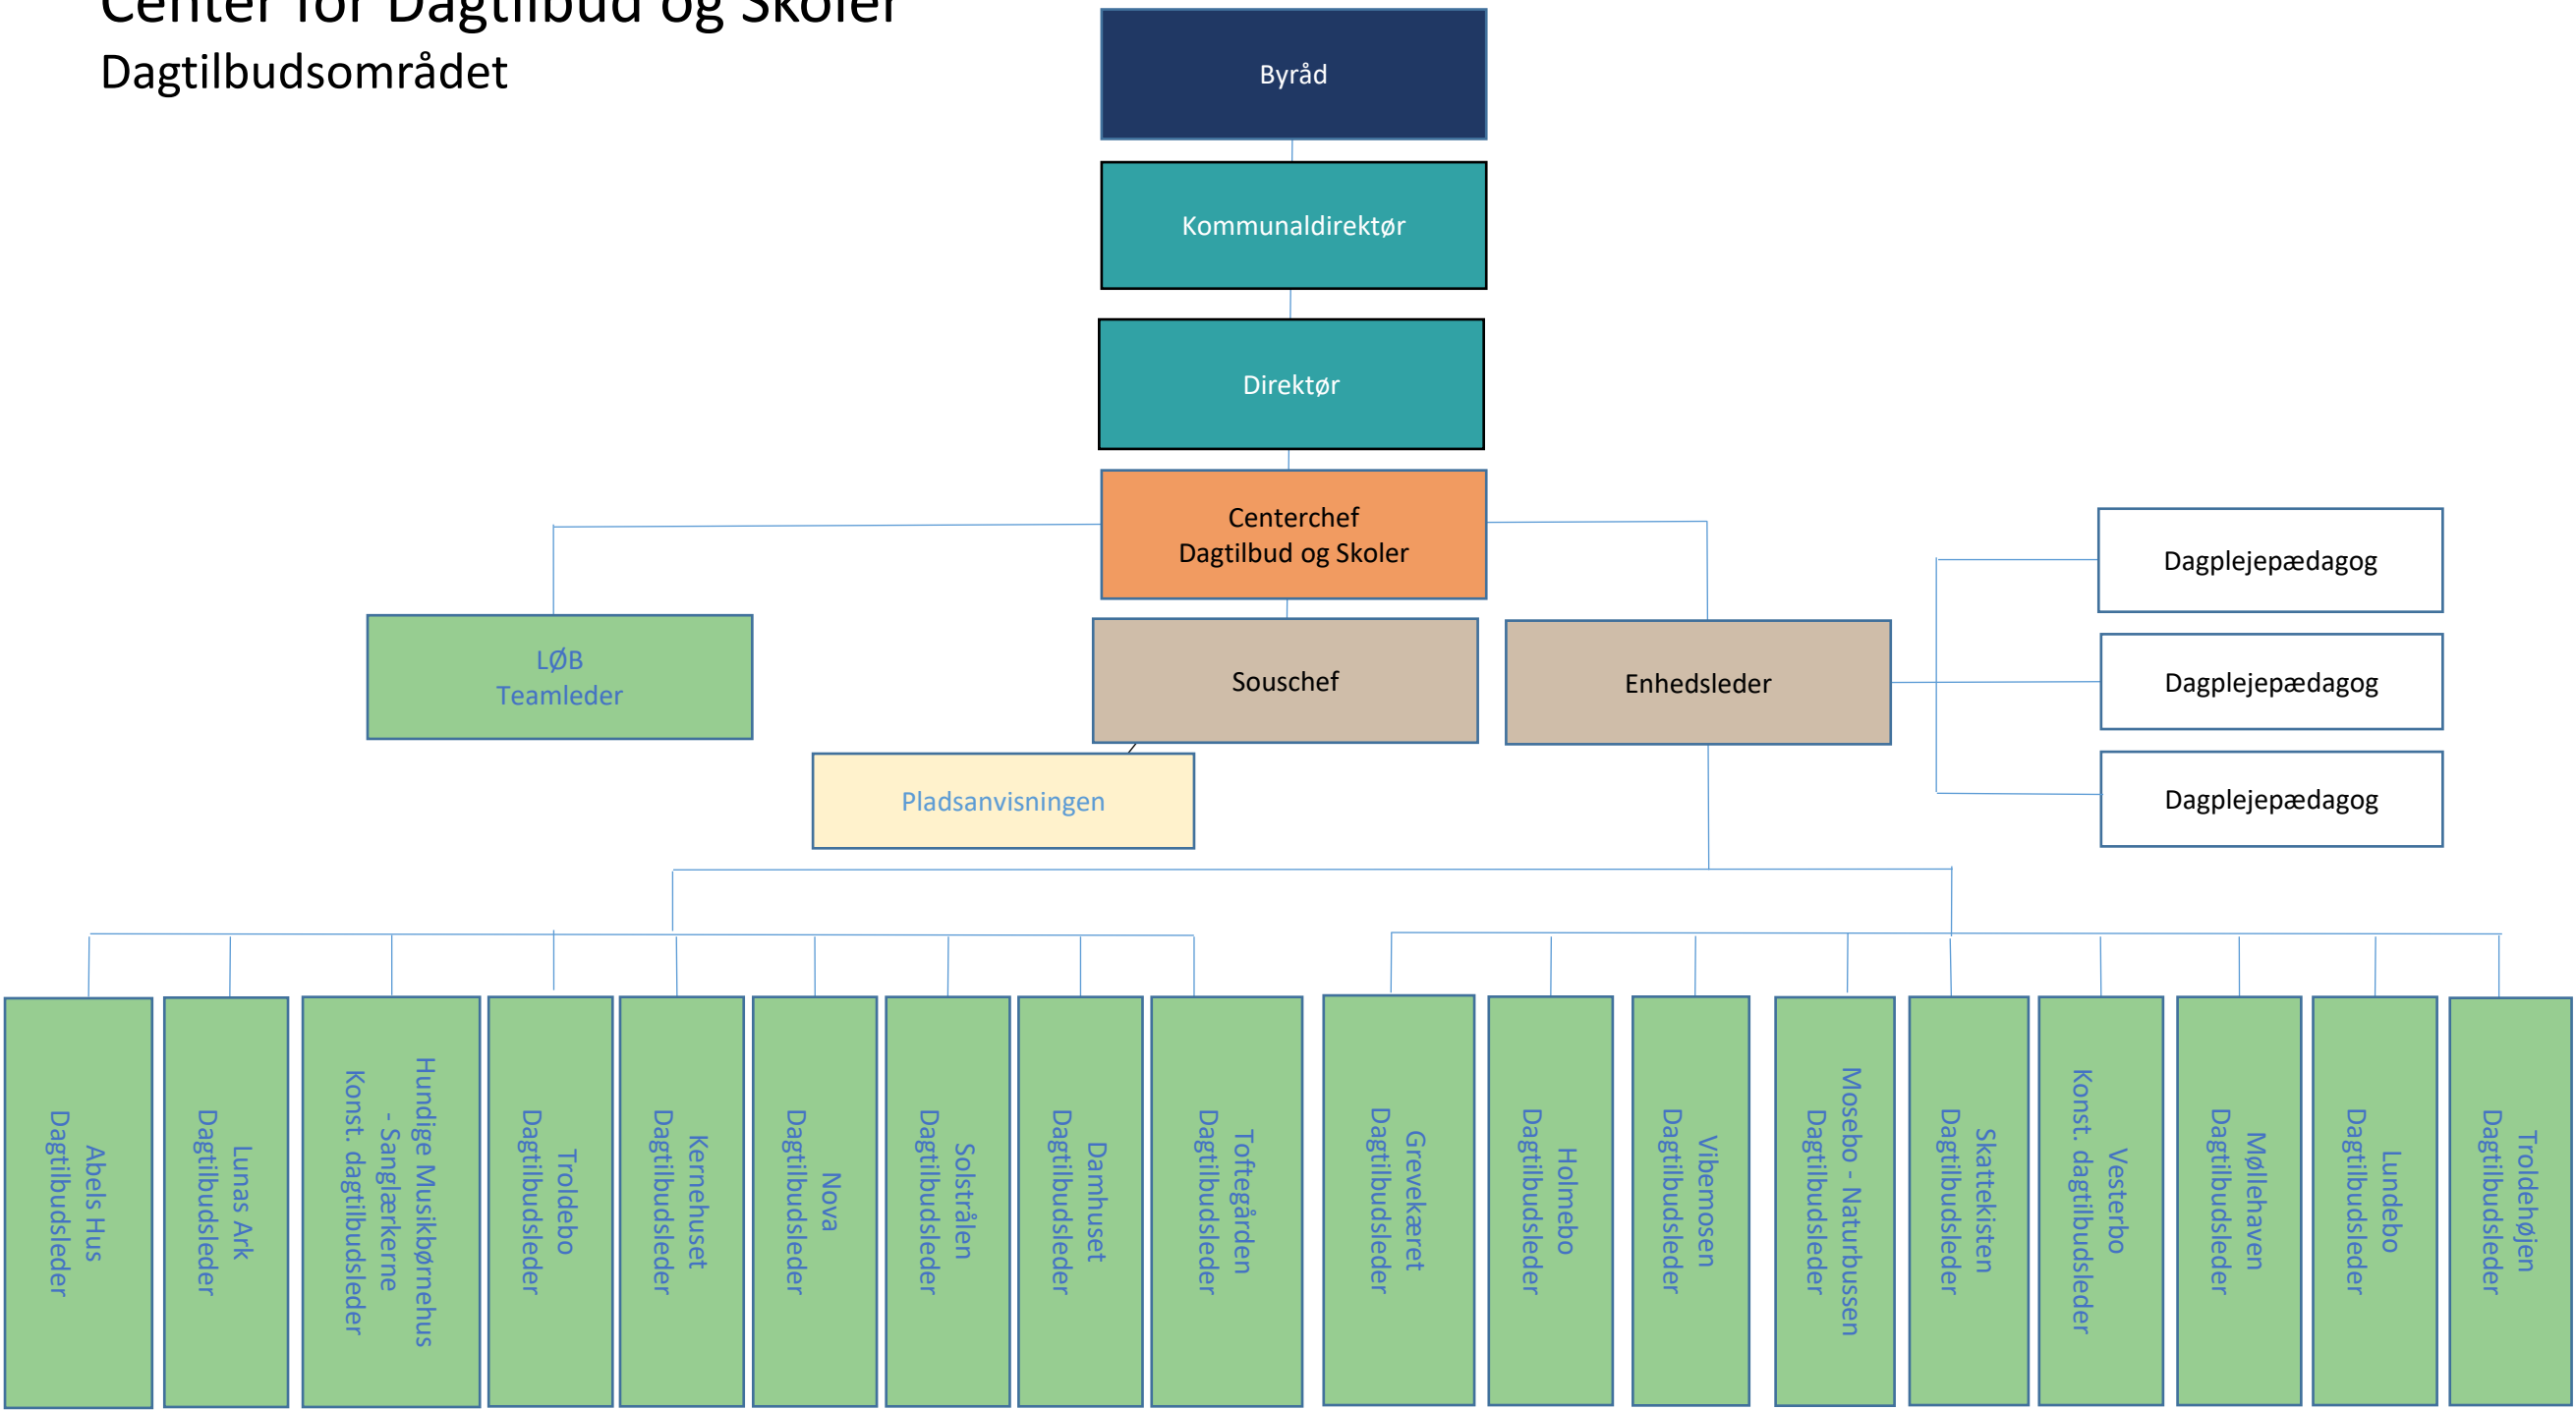 Center for Dagtilbud og Skoler
Dagtilbudsområdet
Byråd
Kommunaldirektør
Direktør
Centerchef
Dagtilbud og Skoler
LØB
Teamleder
Souschef
Enhedsleder
Dagplejepædagog
Dagplejepædagog
Dagplejepædagog
Pladsanvisningen
Abels Hus
Dagtilbudsleder
Lunas Ark
Dagtilbudsleder
Hundige Musikbørnehus
- Sanglærkerne
Konst. dagtilbudsleder
Troldebo
Dagtilbudsleder
Kernehuset
Dagtilbudsleder
Nova
Dagtilbudsleder
Solstrålen
Dagtilbudsleder
Damhuset
Dagtilbudsleder
Toftegården
Dagtilbudsleder
Grevekæret
Dagtilbudsleder
Holmebo
Dagtilbudsleder
Vibemosen
Dagtilbudsleder
Mosebo - Naturbussen
Dagtilbudsleder
Skattekisten
Dagtilbudsleder
Vesterbo
Konst. dagtilbudsleder
Møllehaven
Dagtilbudsleder
Lundebo
Dagtilbudsleder
Troldehøjen
Dagtilbudsleder